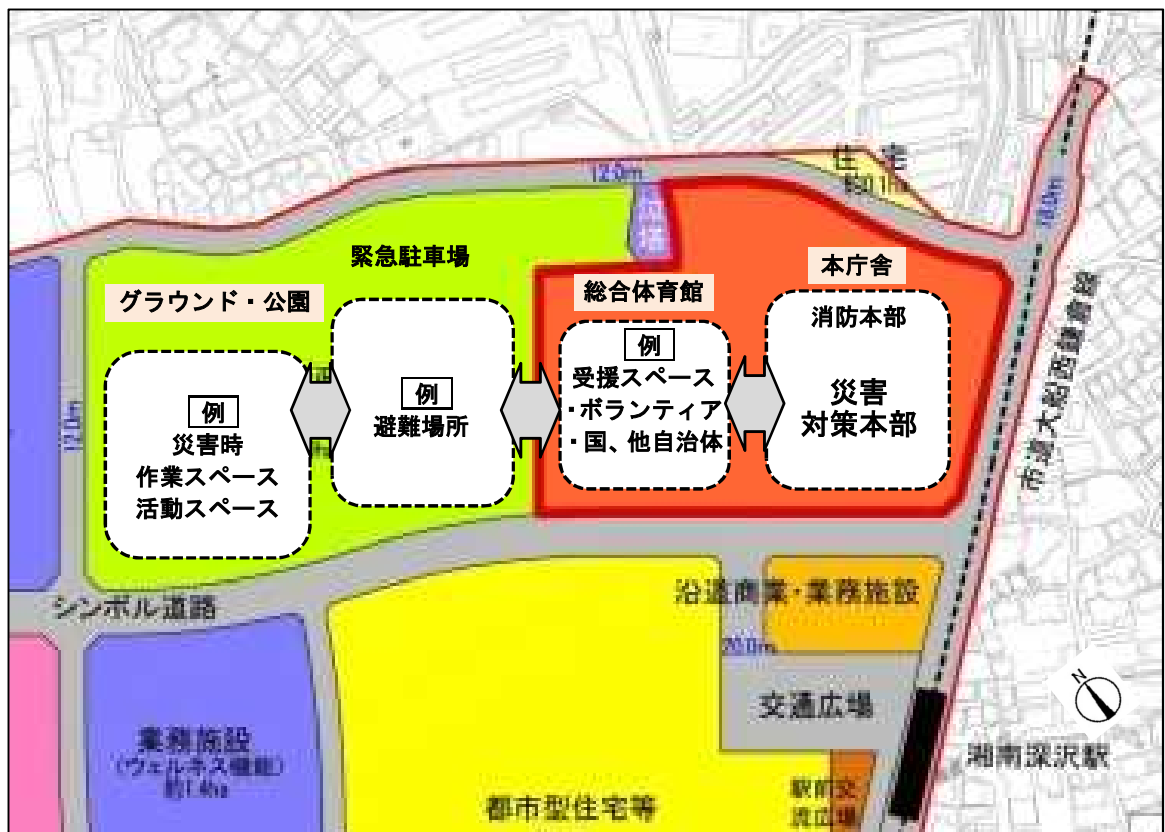 住宅
約0.1ha
12.0m
鉄塔
18.0m
緊急駐車場
本庁舎
グラウンド・公園
総合体育館
消防本部
例
受援スペース
・ボランティア
・国、他自治体
災害
対策本部
例
避難場所
例
災害時
作業スペース
活動スペース
12.0m
市道大船西鎌倉線
シンボル道路
沿道商業・業務施設
20.0m
交通広場
N
湘南深沢駅
業務施設
(ウェルネス機能)
約1.4ha
都市型住宅等
駅前交
流広場